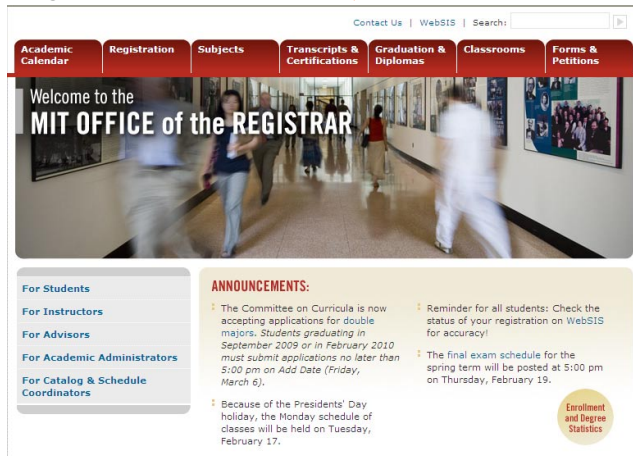 Contact Us | WebSIS | Search:
Academic
Calendar
Registration
Subjects
Transcripts &
Certifications
Graduation &
Diplomas
Classrooms
Forms &
Petitions
Welcome to the
MIT OFFICE of the REGISTRAR
For Students
For Instructors
For Advisors
For Academic Administrators
For Catalog & Schedule
Coordinators
ANNOUNCEMENTS:
The Committee on Curricula is now
accepting applications for double
majors. Students graduating in
September 2009 or in February 2010
must submit applications no later than
5:00 pm on Add Date (Friday,
March 6).
Because of the Presidents' Day
holiday, the Monday schedule of
classes will be held on Tuesday,
February 17.
Reminder for all students: Check the
status of your registration on WebSIS
for accuracy!
The final exam schedule for the
spring term will be posted at 5:00 pm
on Thursday, February 19.
Enrollment
and Degree
Statistics